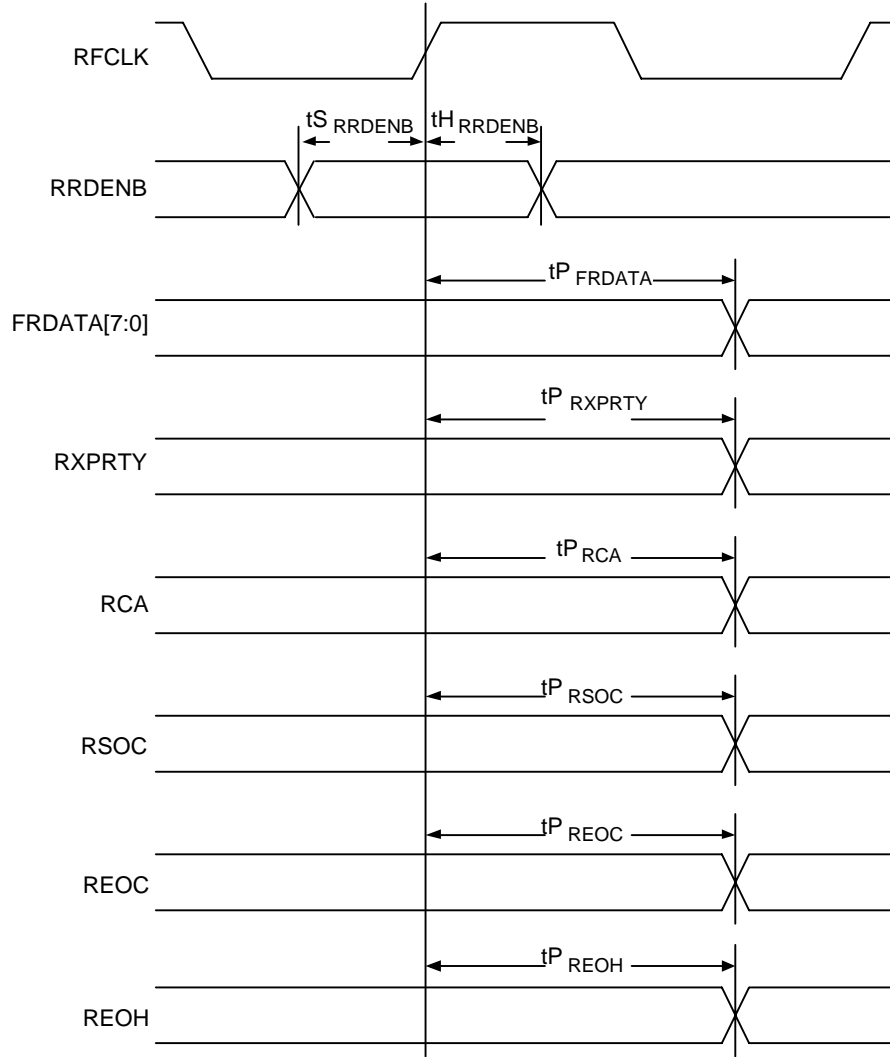 RFCLK
tS RRDENB tH RRDENB
RRDENB
tP FRDATA
FRDATA[7:0]
tP RXPRTY
RXPRTY
tP RCA
RCA
tP RSOC
RSOC
tP REOC
REOC
tP REOH
REOH